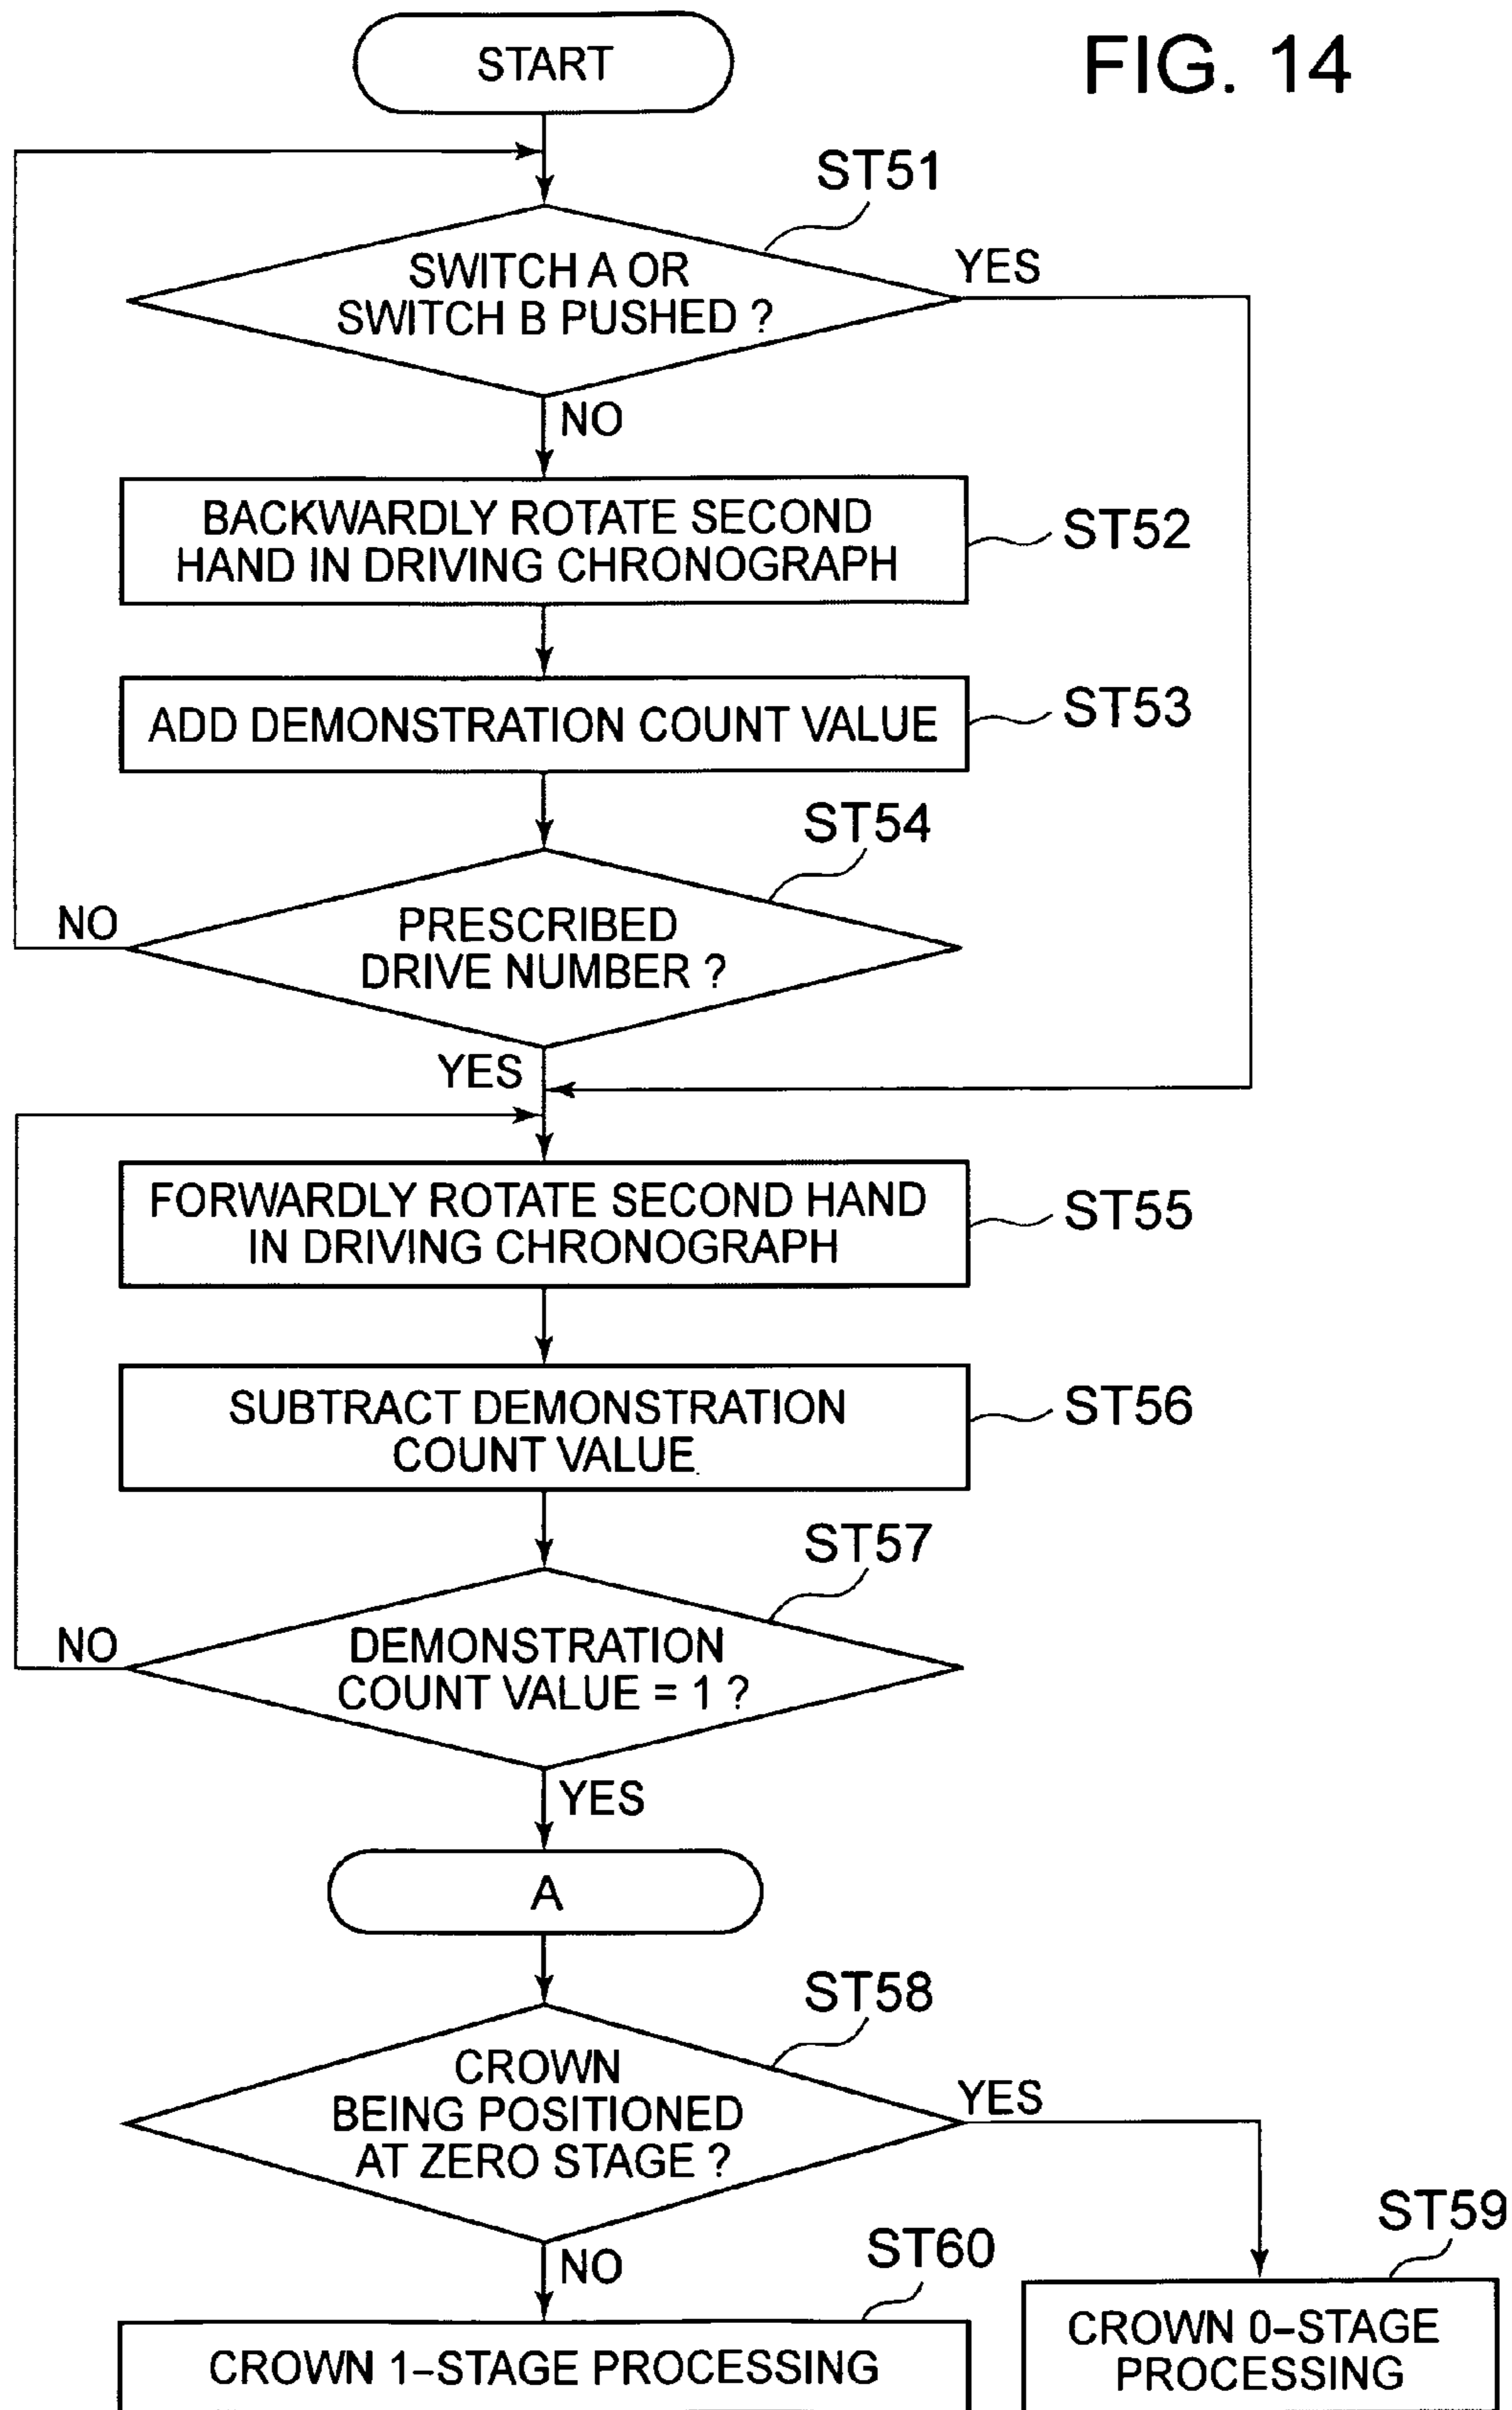 FIG. 14
START
ST51
SWITCH A OR
SWITCH B PUSHED ?
YES
NO
BACKWARDLY ROTATE SECOND
HAND IN DRIVING CHRONOGRAPH
ST52
ADD DEMONSTRATION COUNT VALUE
ST53
ST54
PRESCRIBED
DRIVE NUMBER ?
NO
YES
FORWARDLY ROTATE SECOND HAND
IN DRIVING CHRONOGRAPH
ST55
SUBTRACT DEMONSTRATION
COUNT VALUE
ST56
ST57
DEMONSTRATION
COUNT VALUE = 1 ?
NO
YES
A
ST58
CROWN
BEING POSITIONED
AT ZERO STAGE ?
YES
NO
ST60
CROWN 1–STAGE PROCESSING
ST59
CROWN 0–STAGE
PROCESSING